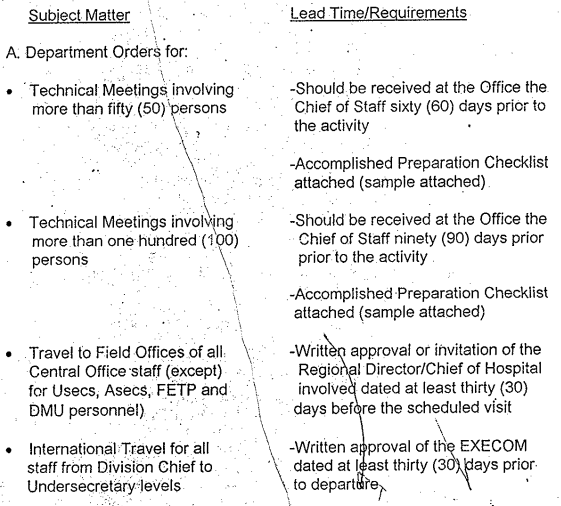 Subject Matter
Lead Time/Requirements
A. Department Orders for:
• Technical Meetings involving
more than fifty (50) persons
-Should be received at the Office the
Chief of Staff sixty (60) days prior to
the activity
-Accomplished Preparation Checklist
attached (sample attached)
• Technical Meetings involving
more than one hundred (100)
persons
-Should be received at the Office the
Chief of Staff ninety (90) days prior
prior to the activity
-Accomplished Preparation Checklist
attached (sample attached)
• Travel to Field Offices of all
Central Office staff (except)
for Usecs, Asecs, FETP and
DMU personnel)
-Written approval or invitation of the
Regional Director/Chief of Hospital
involved dated at least thirty (30)
days before the scheduled visit
• International Travel for all
staff from Division Chief to
Undersecretary levels
-Written approval of the EXECOM
dated at least thirty (30) days prior
to departure